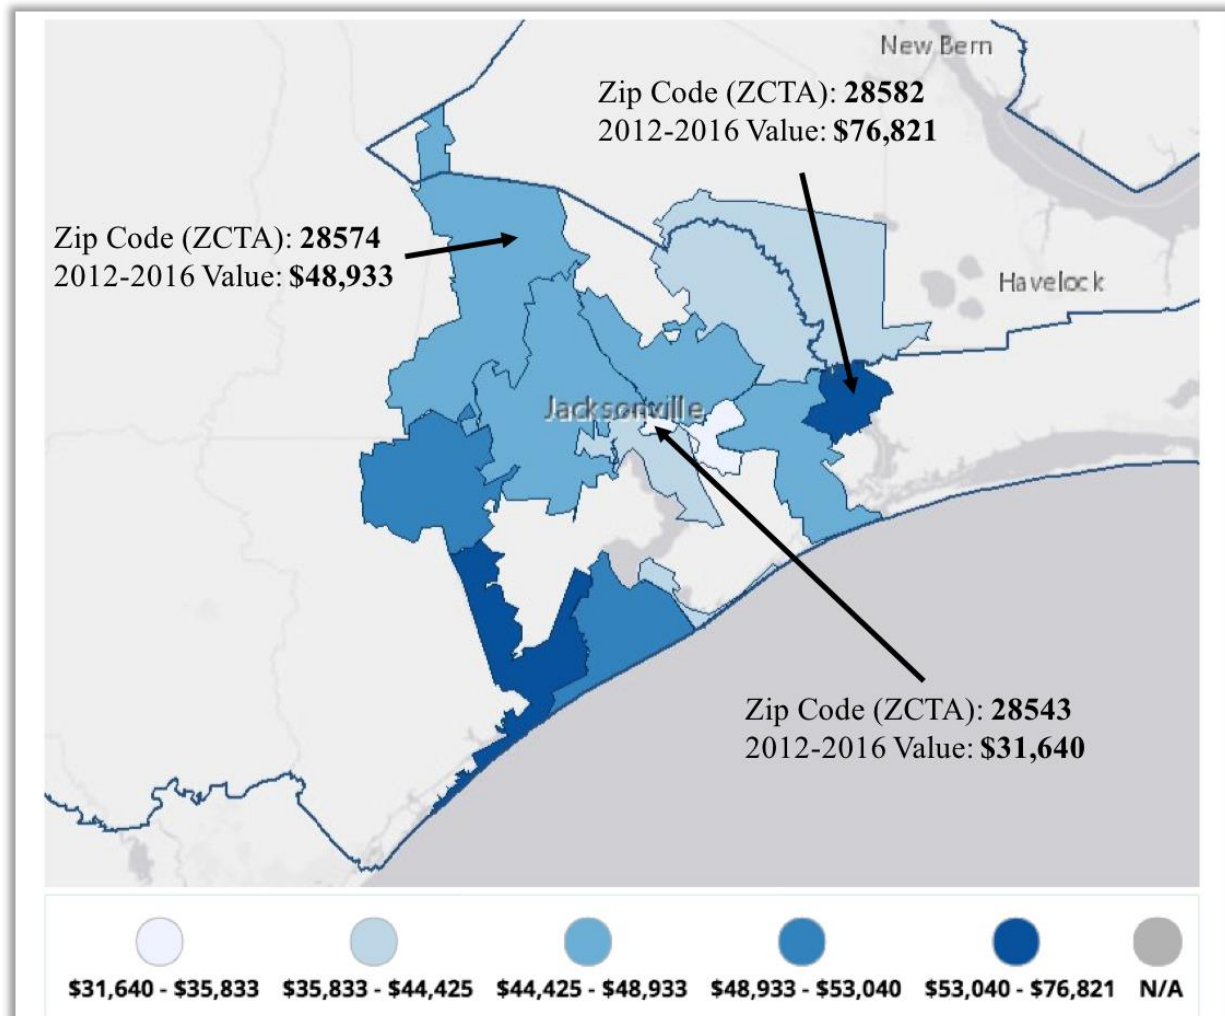 New Bern
Zip Code (ZCTA): 28582
2012-2016 Value: $76,821
Zip Code (ZCTA): 28574
2012-2016 Value: $48,933
Havelock
Jacksonville
Zip Code (ZCTA): 28543
2012-2016 Value: $31,640
$31,640 - $35,833 $35,833 - $44,425 $44,425 - $48,933 $48,933 - $53,040 $53,040 - $76,821 N/A